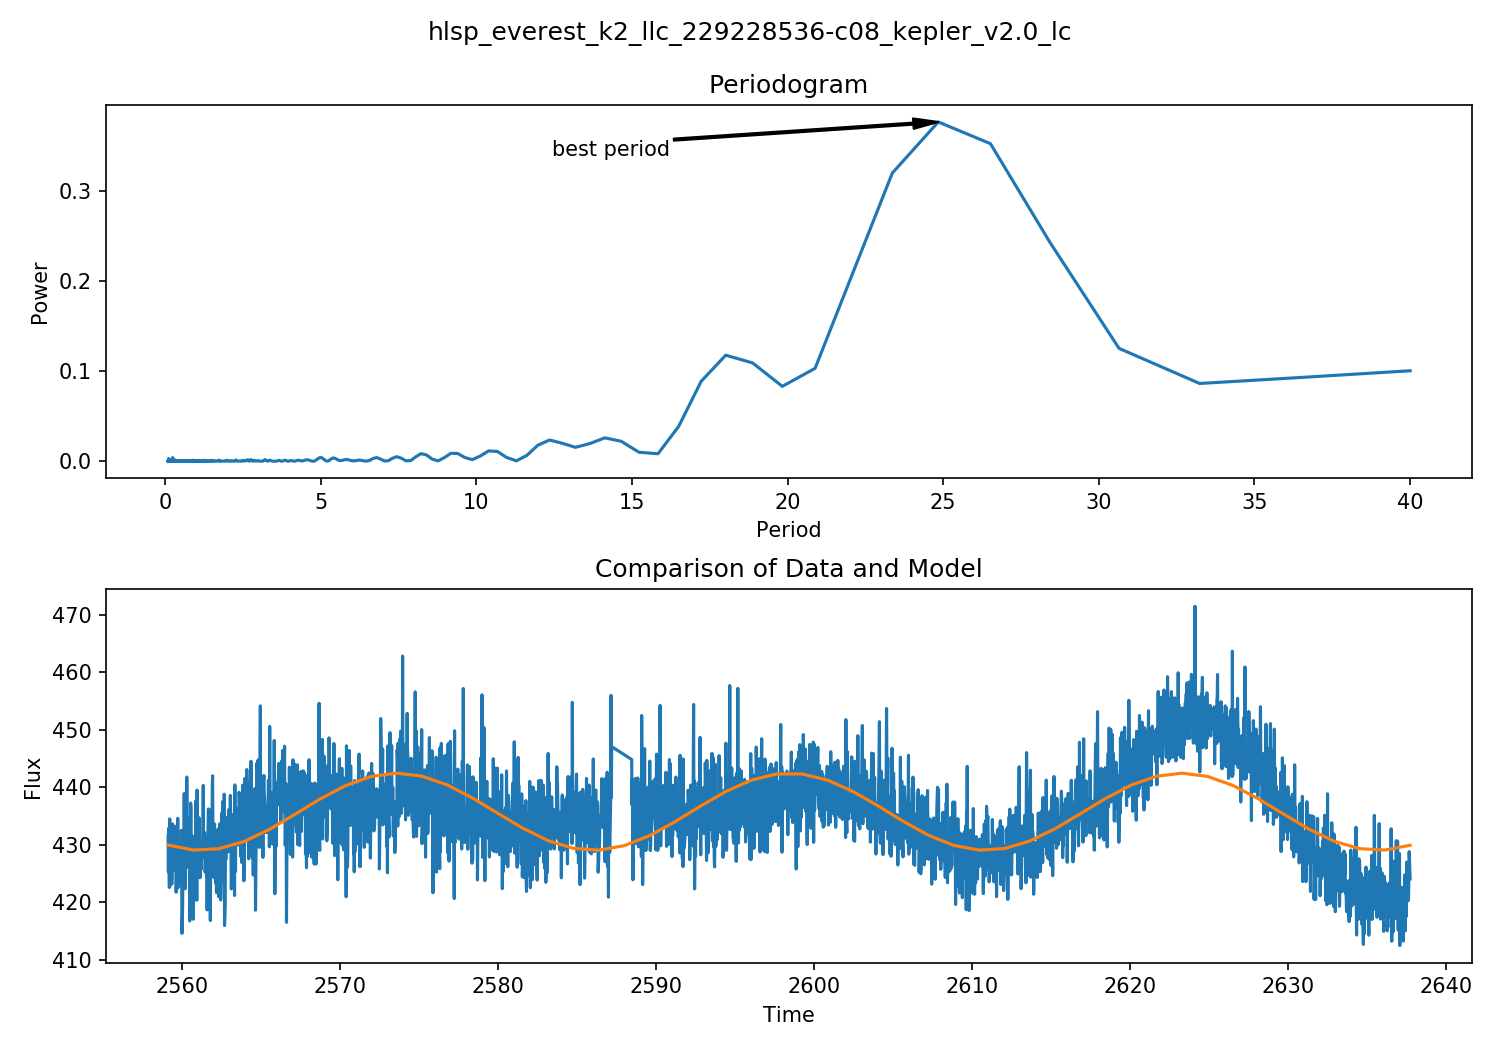 hlsp_everest_k2_llc_229228536-c08_kepler_v2.0_lc
Periodogram
best period
Power
0.3
0.2
0.1
0.0
0 5 10 15 20 25 30 35 40
Period
Comparison of Data and Model
Flux
470
460
450
440
430
420
410
2560 2570 2580 2590 2600 2610 2620 2630 2640
Time